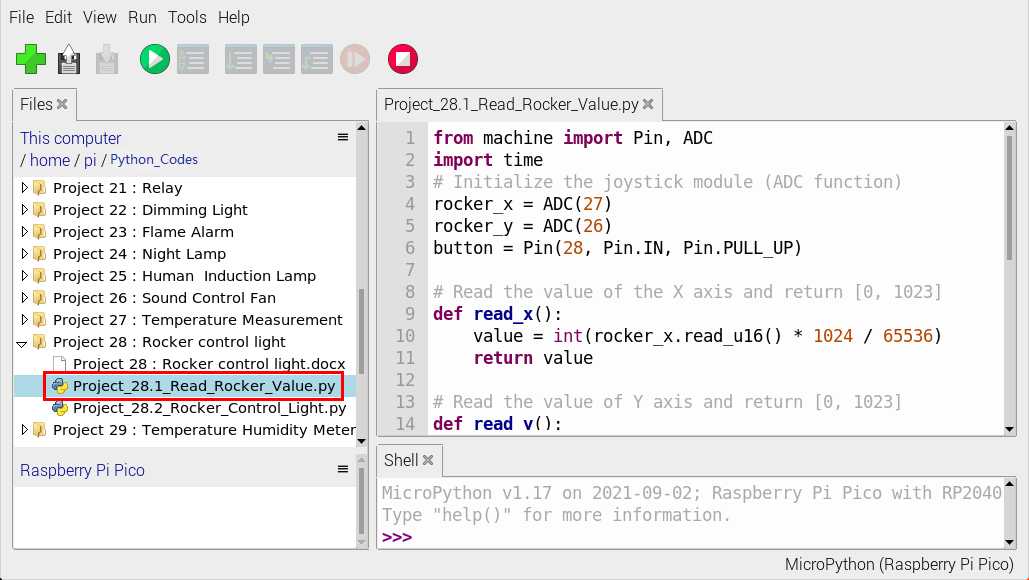 File Edit View Run Tools Help
Files
This computer
/ home / pi / Python_Codes
Project 21 : Relay
Project 22 : Dimming Light
Project 23 : Flame Alarm
Project 24 : Night Lamp
Project 25 : Human  Induction Lamp
Project 26 : Sound Control Fan
Project 27 : Temperature Measurement
Project 28 : Rocker control light
Project 28 : Rocker control light.docx
Project_28.1_Read_Rocker_Value.py
Project_28.2_Rocker_Control_Light.py
Project 29 : Temperature Humidity Meter
Raspberry Pi Pico
Project_28.1_Read_Rocker_Value.py
1 from machine import Pin, ADC
2 import time
3 # Initialize the joystick module (ADC function)
4 rocker_x = ADC(27)
5 rocker_y = ADC(26)
6 button = Pin(28, Pin.IN, Pin.PULL_UP)
7
8 # Read the value of the X axis and return [0, 1023]
9 def read_x():
10     value = int(rocker_x.read_u16() * 1024 / 65536)
11     return value
12
13 # Read the value of Y axis and return [0, 1023]
14 def read_y():
Shell
MicroPython v1.17 on 2021-09-02; Raspberry Pi Pico with RP2040
Type "help()" for more information.
>>>
MicroPython (Raspberry Pi Pico)